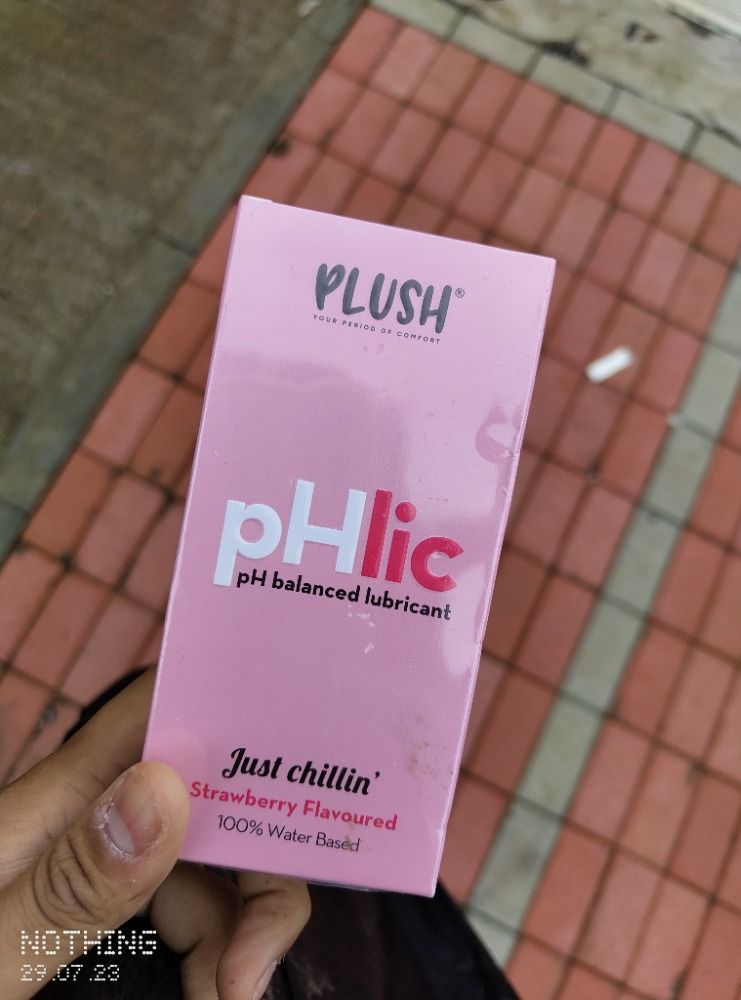 PLUSH®
YOUR PERIOD OF COMFORT
pHlic
pH balanced lubricant
Just chillin'
Strawberry Flavoured
100% Water Based
NOTHING
29.07.23